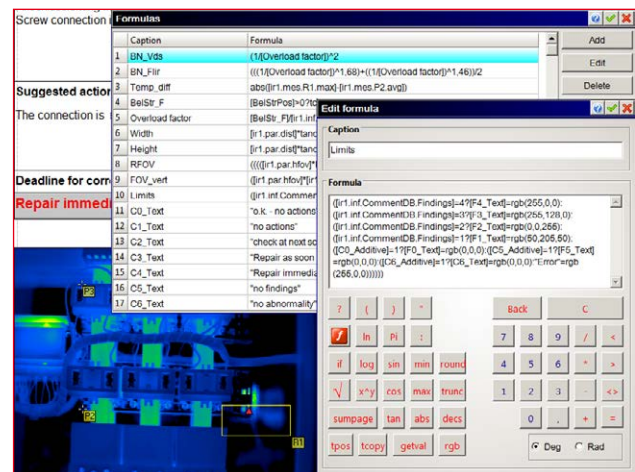 Screw connection
Suggested action
The connection is
Deadline for corr
Repair immedi
P3
P2
R1
Formulas
Caption Formula
1 BN_Vds (1/[Overload factor])^2
2 BN_Flir (((1/[Overload factor])^1,68)+((1/[Overload factor])^1,46))/2
3 Temp_diff abs([ir1.mes.R1.max]-[ir1.mes.P2.avg])
4 BelStr_F [BelStrPos]>0?tc
5 Overload factor [BelStr_F]/[ir1.inf.
6 Width [ir1.par.dist]*tanc
7 Height [ir1.par.dist]*tanc
8 RFOV ((([ir1.par.hfov]*
9 FOV_vert ([ir1.par.hfov]*[ir1
10 Limits ([ir1.inf.Comment
11 C0_Text "o.k. - no actions"
12 C1_Text "no actions"
13 C2_Text "check at next sc
14 C3_Text "Repair as soon
15 C4_Text "Repair immedia
16 C5_Text "no findings"
17 C6_Text "no abnormality"
Add
Edit
Delete
Edit formula
Caption
Limits
Formula
([ir1.inf.CommentDB.Findings]=4?[F4_Text]=rgb(255,0,0):
([ir1.inf.CommentDB.Findings]=3?[F3_Text]=rgb(255,128,0):
([ir1.inf.CommentDB.Findings]=2?[F2_Text]=rgb(0,0,255):
([ir1.inf.CommentDB.Findings]=1?[F1_Text]=rgb(50,205,50):
([C0_Additive]=1?[F0_Text]=rgb(0,0,0):([C5_Additive]=1?[F5_Text]
=rgb(0,0,0):([C6_Additive]=1?[C6_Text]=rgb(0,0,0):"Error"=rgb
(255,0,0)))))))
? ( ) " Back C
f ln Pi : 7 8 9 / <
if log sin min round 4 5 6 * >
√ x^y cos max trunc 1 2 3 - <>
sumpage tan abs decs 0 . + =
tpos tcopy getval rgb Deg Rad